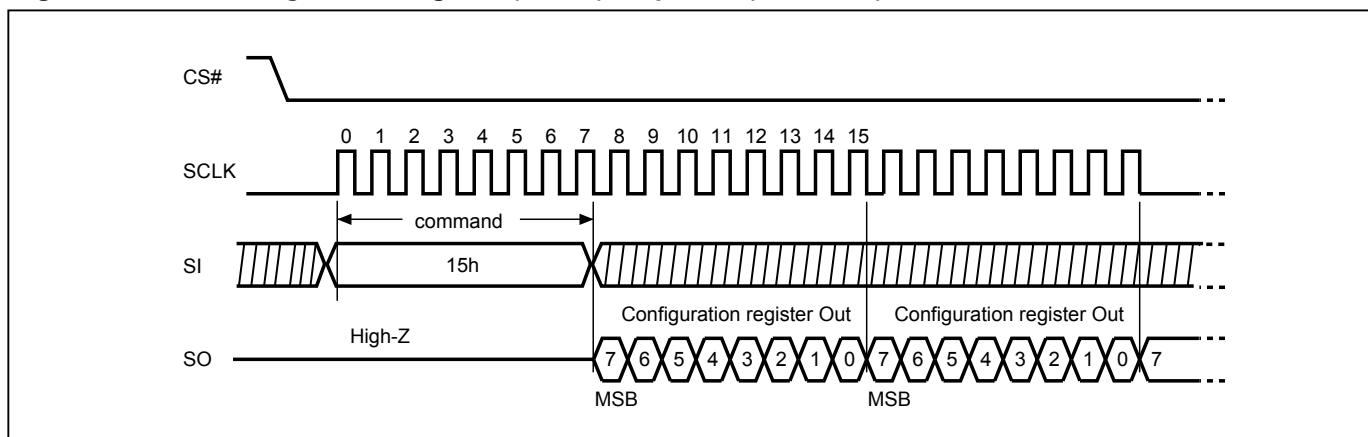 CS#
0 1 2 3 4 5 6 7 8 9 10 11 12 13 14 15
SCLK
command
SI
15h
Configuration register Out Configuration register Out
High-Z
SO
7 6 5 4 3 2 1 0 7 6 5 4 3 2 1 0 7
MSB MSB